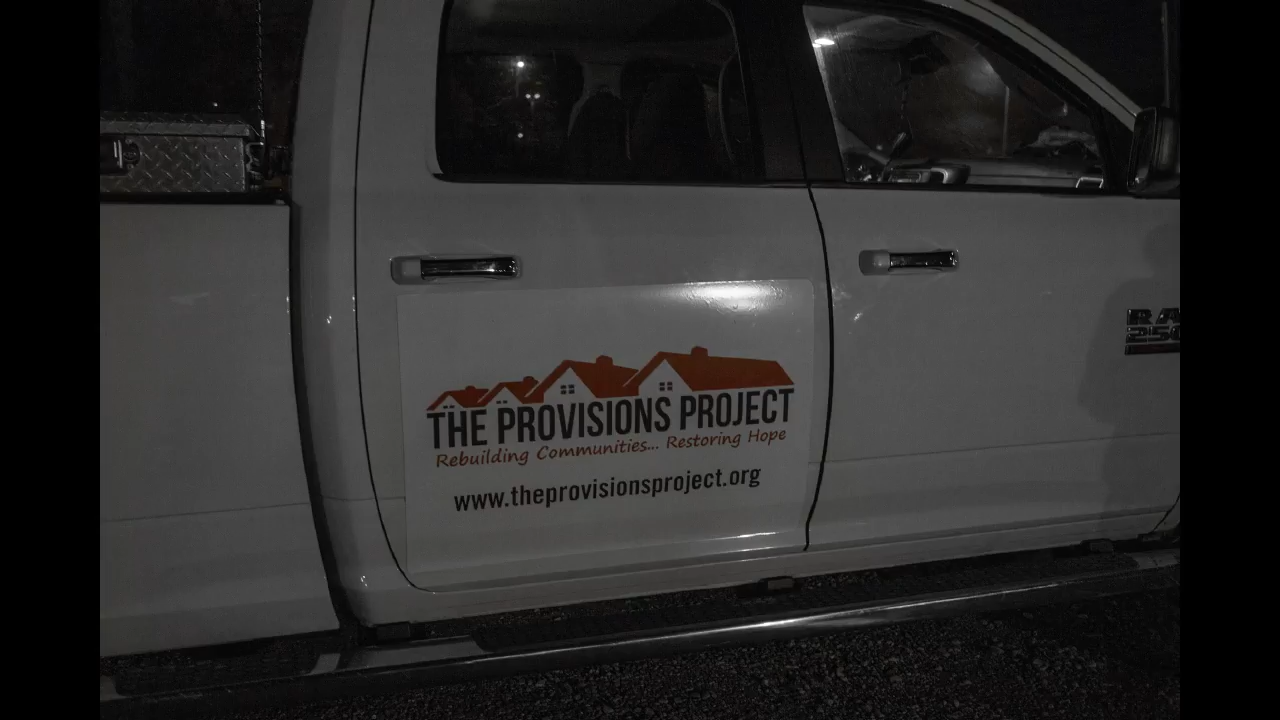 THE PROVISIONS PROJECT
Rebuilding Communities... Restoring Hope
www.theprovisionsproject.org